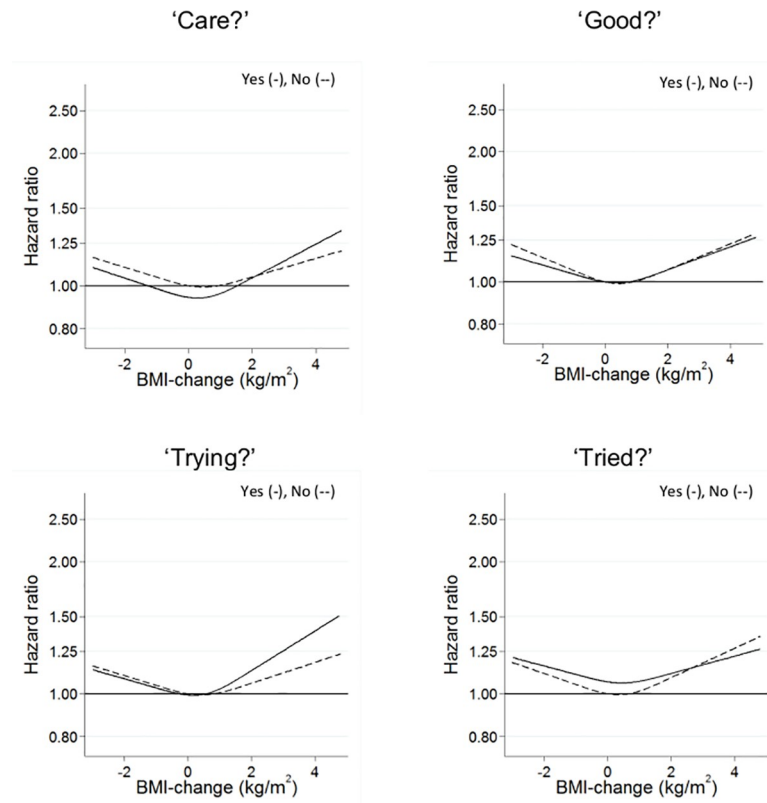 ‘Care?’
Yes (-), No (--)
2.50
2.00
1.50
1.25
1.00
0.80
Hazard ratio
-2 0 2 4
BMI-change (kg/m²)
‘Good?’
Yes (-), No (--)
2.50
2.00
1.50
1.25
1.00
0.80
Hazard ratio
-2 0 2 4
BMI-change (kg/m²)
‘Trying?’
Yes (-), No (--)
2.50
2.00
1.50
1.25
1.00
0.80
Hazard ratio
-2 0 2 4
BMI-change (kg/m²)
‘Tried?’
Yes (-), No (--)
2.50
2.00
1.50
1.25
1.00
0.80
Hazard ratio
-2 0 2 4
BMI-change (kg/m²)